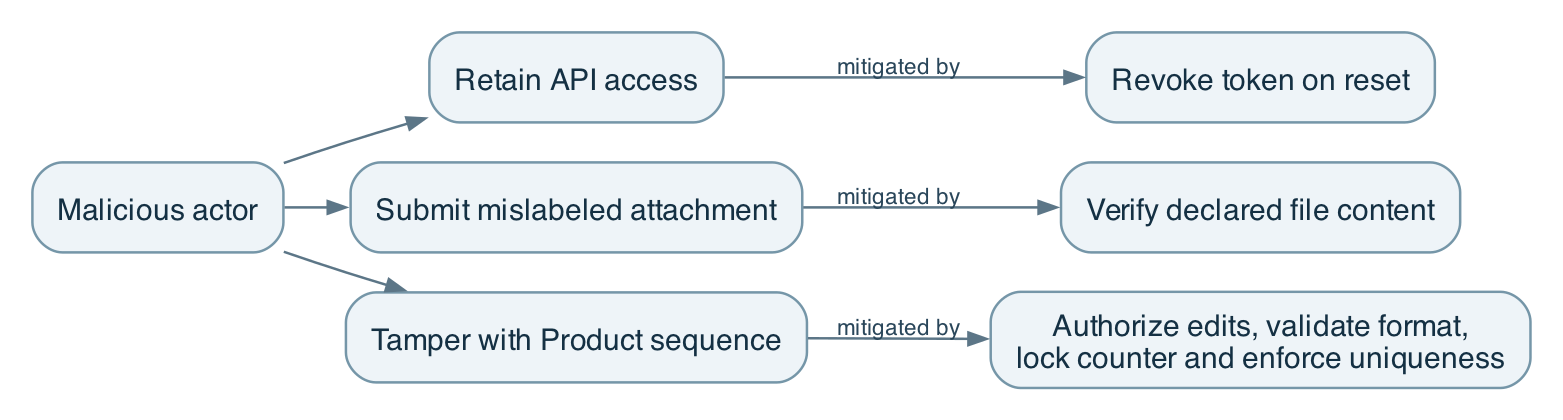 Retain API access
mitigated by
Revoke token on reset
Malicious actor
Submit mislabeled attachment
mitigated by
Verify declared file content
Tamper with Product sequence
mitigated by
Authorize edits, validate format,
lock counter and enforce uniqueness